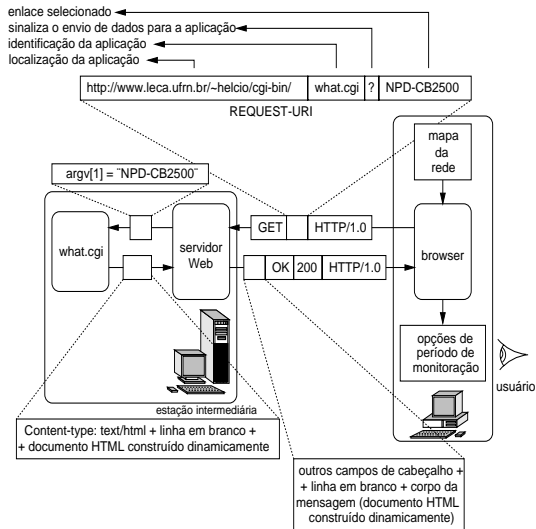 enlace selecionado
sinaliza o envio de dados para a aplicação
identificação da aplicação
localização da aplicação
http://www.leca.ufrn.br/~helcio/cgi-bin/ what.cgi ? NPD-CB2500
REQUEST-URI
mapa
da
rede
argv[1] = ¨NPD-CB2500¨
GET HTTP/1.0
what.cgi
servidor
Web
browser
OK 200 HTTP/1.0
opções de
período de
monitoração
usuário
estação intermediária
Content-type: text/html + linha em branco +
+ documento HTML construído dinamicamente
outros campos de cabeçalho +
+ linha em branco + corpo da
mensagem (documento HTML
construído dinamicamente)